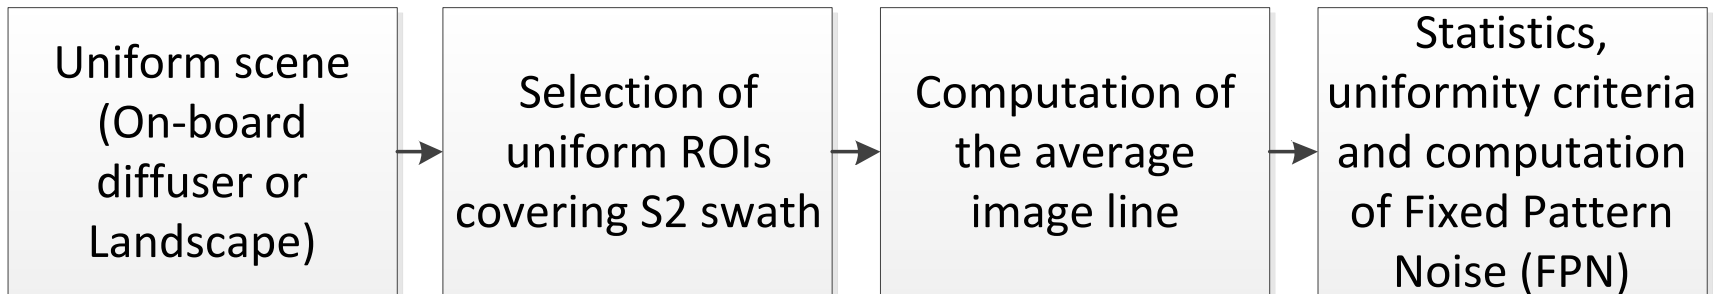 Uniform scene
(On-board
diffuser or
Landscape)
Selection of
uniform ROIs
covering S2 swath
Computation of
the average
image line
Statistics,
uniformity criteria
and computation
of Fixed Pattern
Noise (FPN)